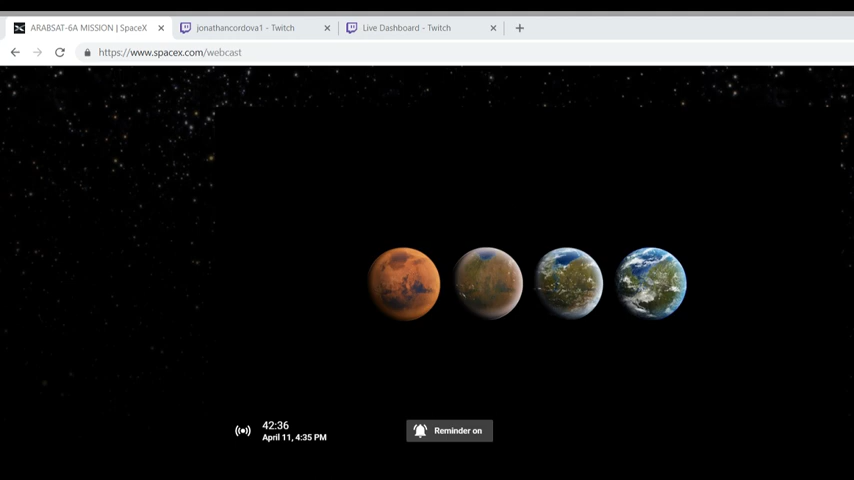 ARABSAT-6A MISSION | SpaceX
jonathancordova1 - Twitch
Live Dashboard - Twitch
https://www.spacex.com/webcast
42:36
April 11, 4:35 PM
Reminder on